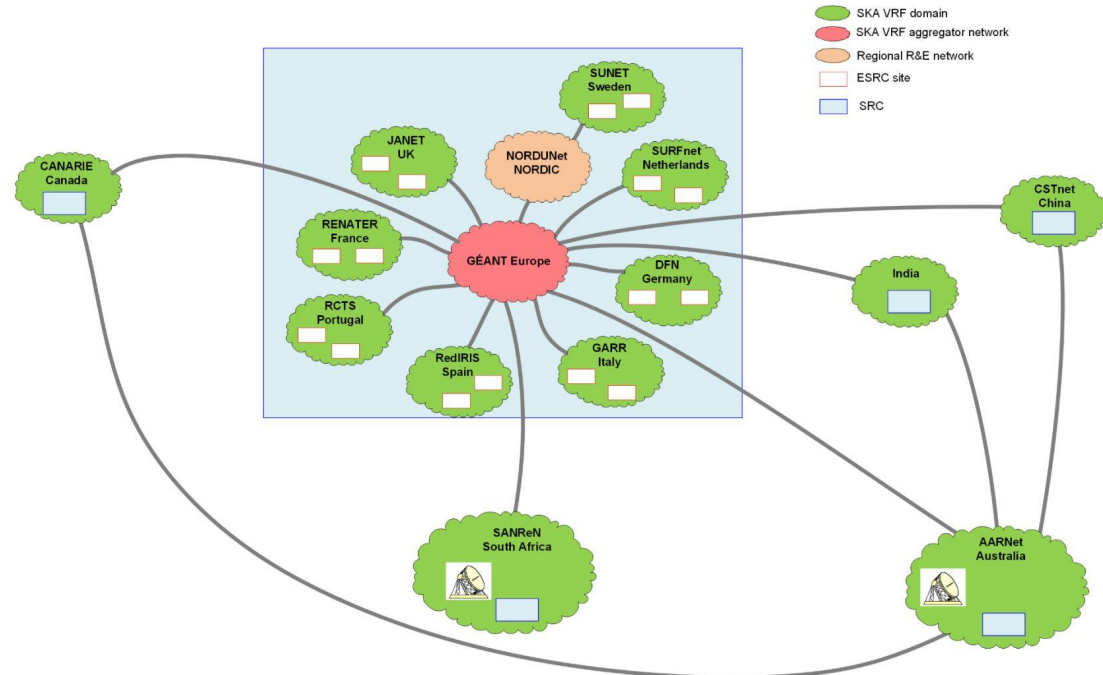 SKA VRF domain
SKA VRF aggregator network
Regional R&E network
ESRC site
SRC
SUNET
Sweden
JANET
UK
NORDUNet
NORDIC
SURFnet
Netherlands
CANARIE
Canada
CSTnet
China
RENATER
France
GÉANT Europe
DFN
Germany
India
RCTS
Portugal
RedIRIS
Spain
GARR
Italy
SANReN
South Africa
AARNet
Australia